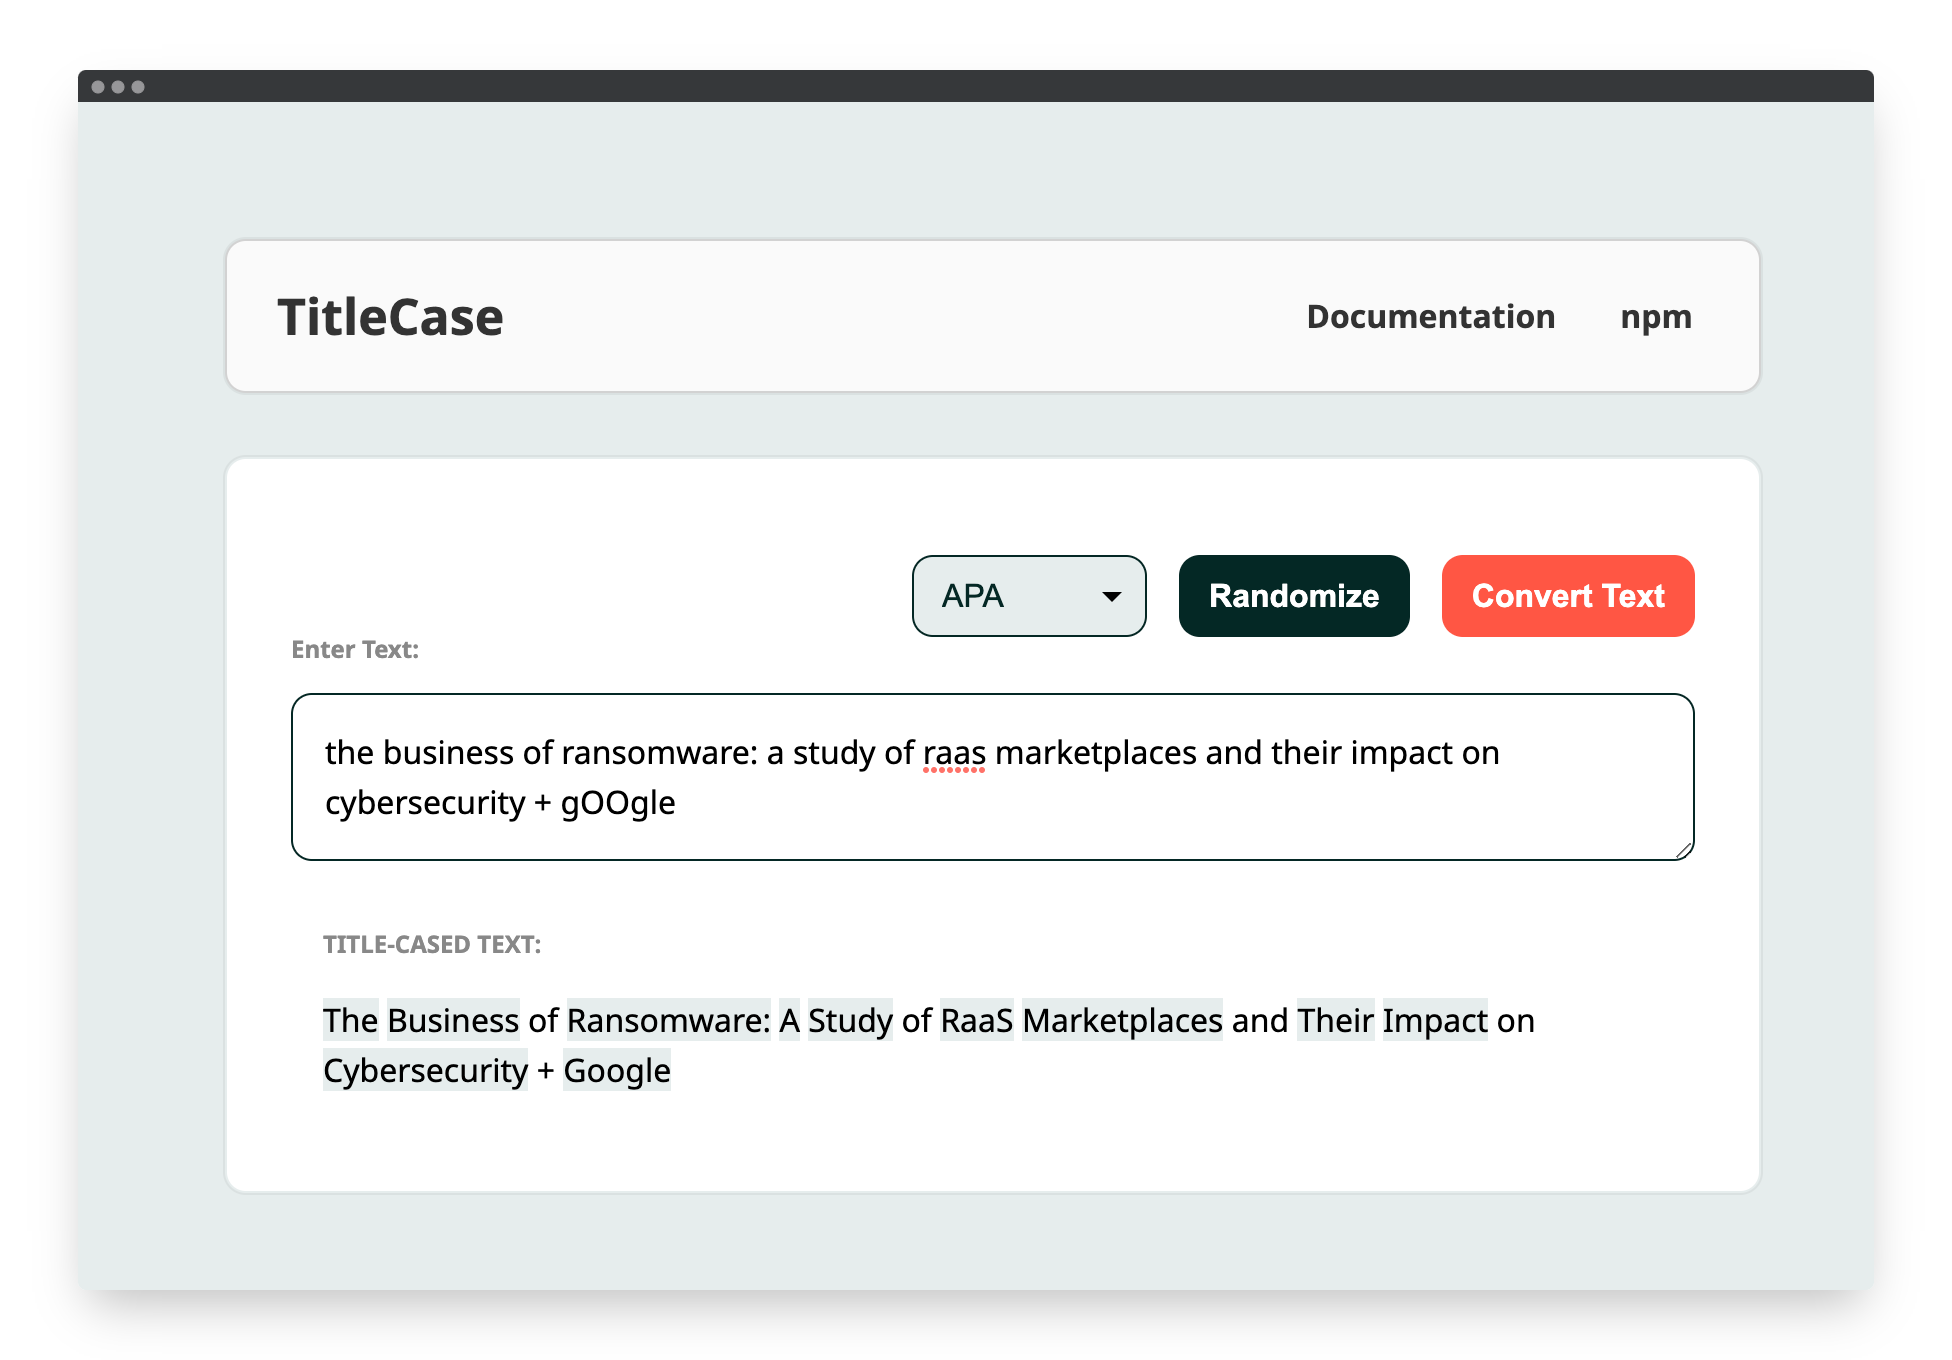 TitleCase
Documentation npm
APA
Randomize
Convert Text
Enter Text:
the business of ransomware: a study of raas marketplaces and their impact on
cybersecurity + gOOgle
TITLE-CASED TEXT:
The Business of Ransomware: A Study of RaaS Marketplaces and Their Impact on
Cybersecurity + Google